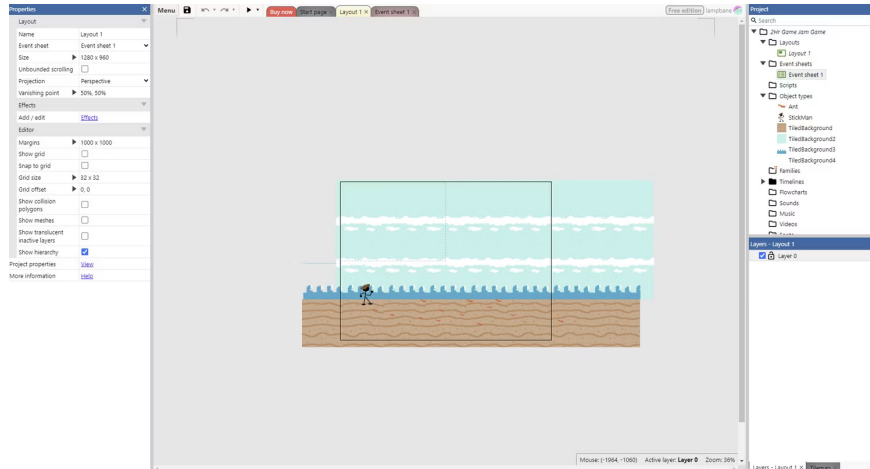 Properties
Layout
Name Layout 1
Event sheet Event sheet 1
Size 1280 x 960
Unbounded scrolling
Projection Perspective
Vanishing point 50%, 50%
Effects
Add / edit Effects
Editor
Margins 1000 x 1000
Show grid
Snap to grid
Grid size 32 x 32
Grid offset 0, 0
Show collision
polygons
Show meshes
Show translucent
inactive layers
Show hierarchy
Project properties View
More information Help
Menu
Buy now Start page Layout 1 Event sheet 1
Free edition lampbane
Mouse: (-1964, -1060) Active layer: Layer 0 Zoom: 36%
Project
Search
2Hr Game Jam Game
Layouts
Layout 1
Event sheets
Event sheet 1
Scripts
Object types
Ant
StickMan
TiledBackground
TiledBackground2
TiledBackground3
TiledBackground4
Families
Timelines
Flowcharts
Sounds
Music
Videos
Layers - Layout 1
Layer 0
Layers - Layout 1 Tilemap